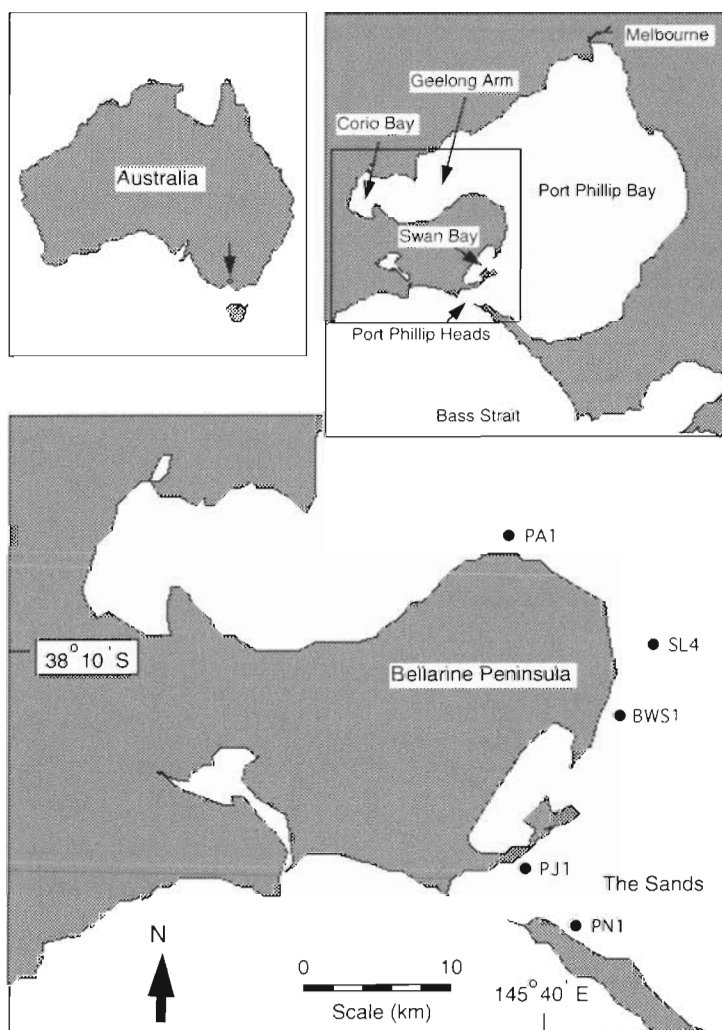 Australia
Melbourne
Geelong Arm
Corio Bay
Port Phillip Bay
Swan Bay
Port Phillip Heads
Bass Strait
PA1
38°10'S
SL4
Bellarine Peninsula
BWS1
PJ1
The Sands
PN1
N
0 10
Scale (km)
145°40'E